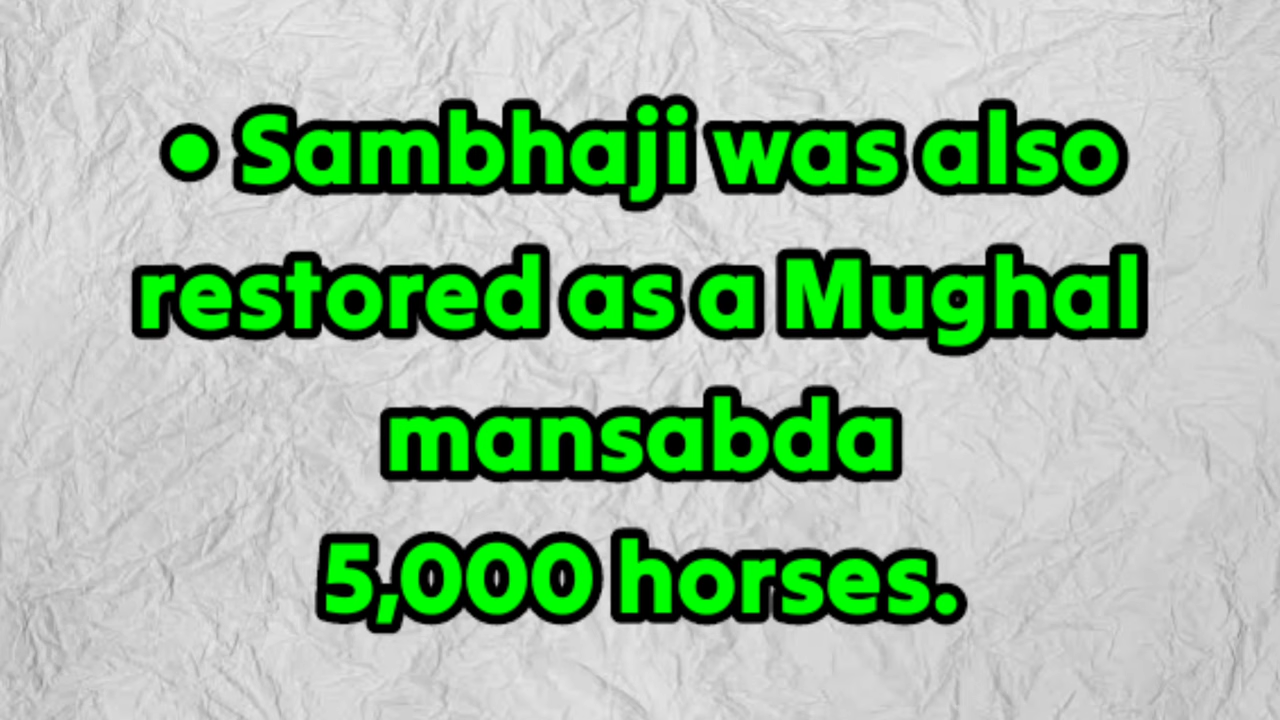 • Sambhaji was also
restored as a Mughal
mansabda
5,000 horses.